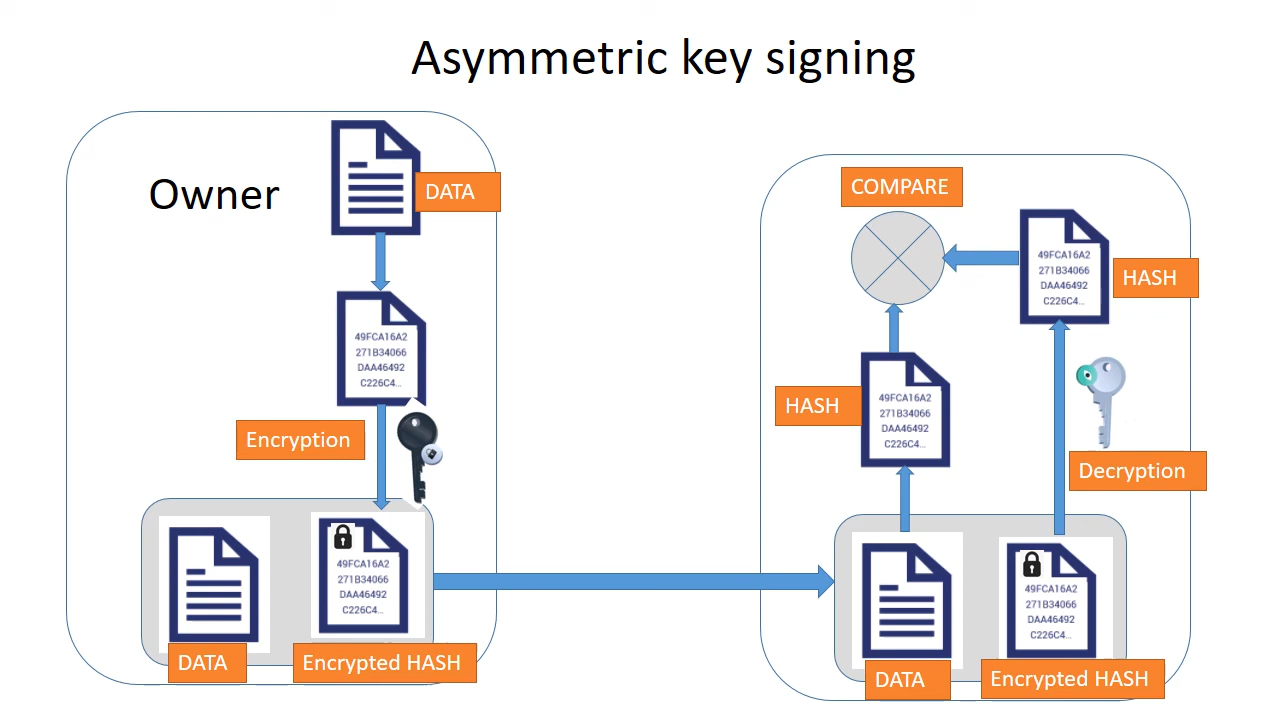 Asymmetric key signing
Owner
DATA
49FCA16A2
271B34066
DAA46492
C226C4...
Encryption
49FCA16A2
271B34066
DAA46492
C226C4...
DATA
Encrypted HASH
COMPARE
49FCA16A2
271B34066
DAA46492
C226C4...
HASH
HASH
49FCA16A2
271B34066
DAA46492
C226C4...
Decryption
49FCA16A2
271B34066
DAA46492
C226C4...
DATA
Encrypted HASH